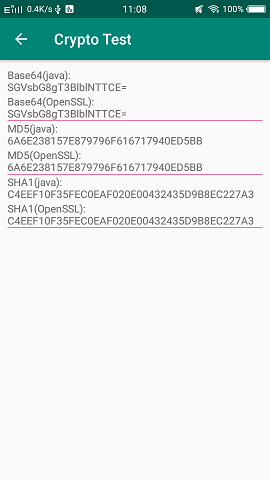 0.4K/s 11:08 100%
Crypto Test
Base64(java):
SGVsbG8gT3BlblNTTCE=
Base64(OpenSSL):
SGVsbG8gT3BlblNTTCE=
MD5(java):
6A6E238157E879796F616717940ED5BB
MD5(OpenSSL):
6A6E238157E879796F616717940ED5BB
SHA1(java):
C4EEF10F35FEC0EAF020E00432435D9B8EC227A3
SHA1(OpenSSL):
C4EEF10F35FEC0EAF020E00432435D9B8EC227A3